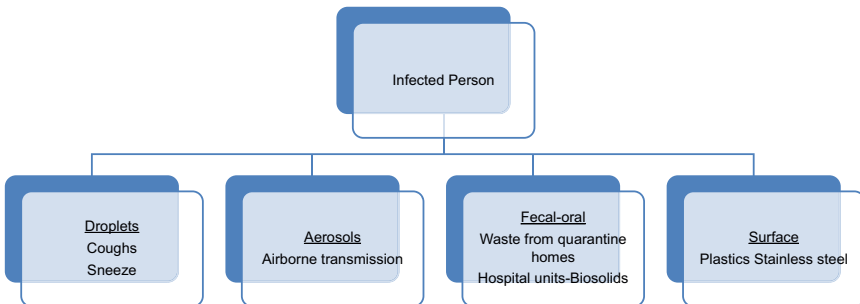 Infected Person
Droplets
Coughs
Sneeze
Aerosols
Airborne transmission
Fecal-oral
Waste from quarantine
homes
Hospital units-Biosolids
Surface
Plastics Stainless steel